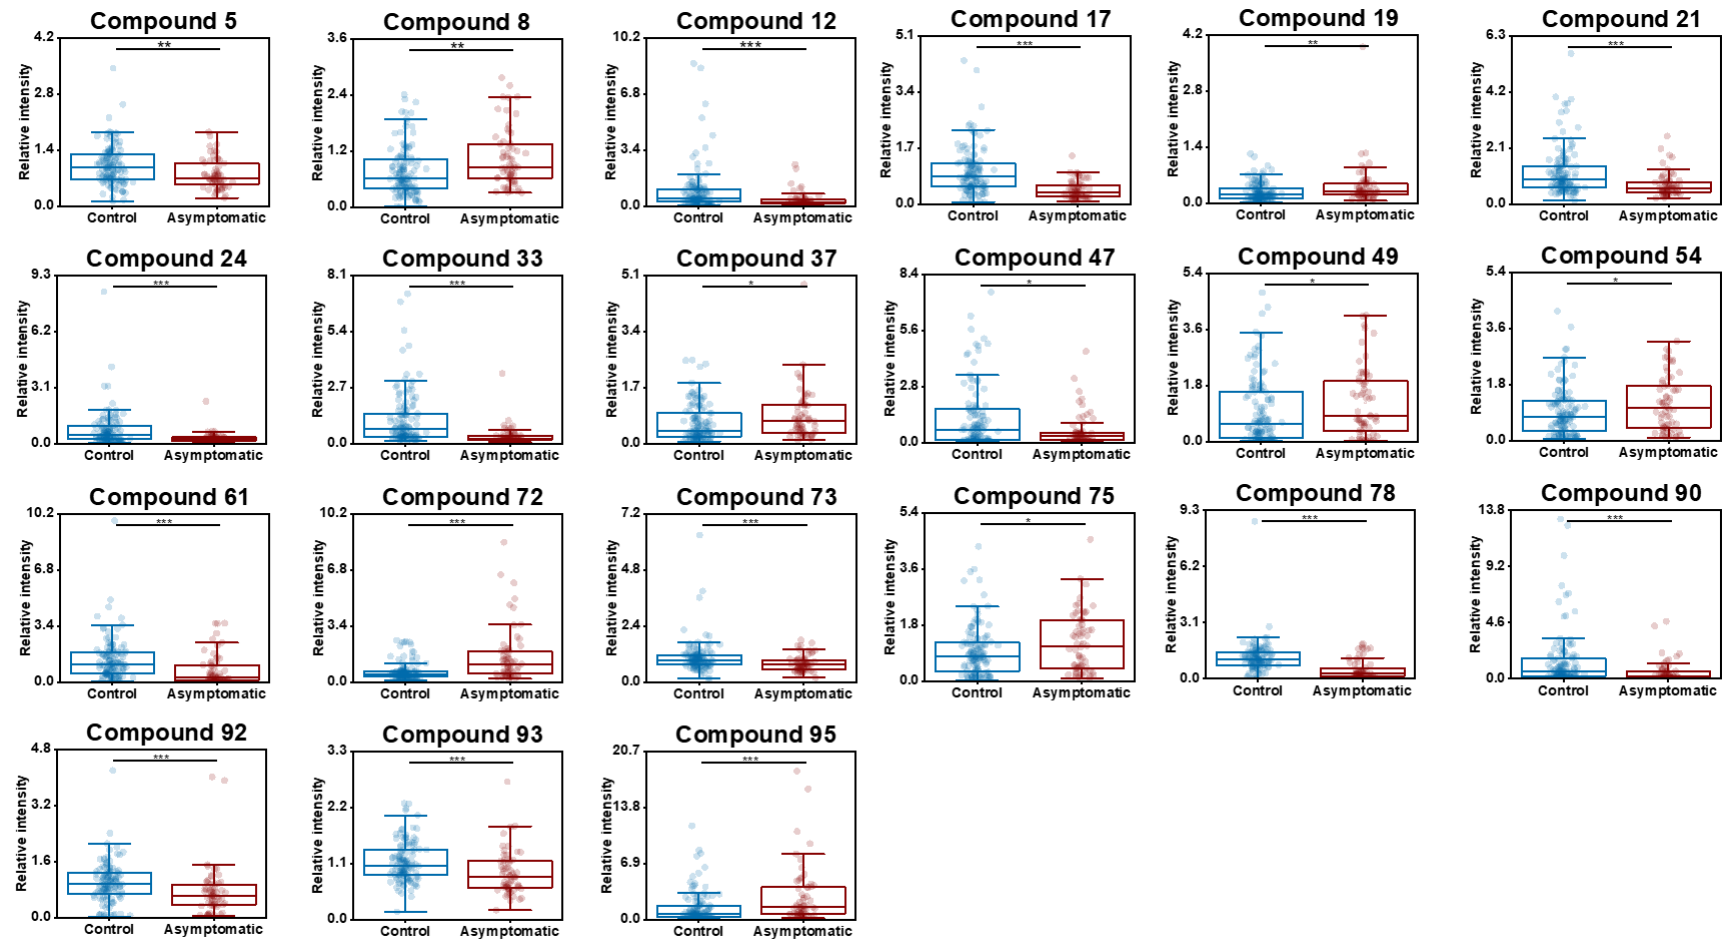 Compound 5
**
Relative intensity
4.2
2.8
1.4
0.0
Control Asymptomatic
Compound 8
**
Relative intensity
3.6
2.4
1.2
0.0
Control Asymptomatic
Compound 12
***
Relative intensity
10.2
6.8
3.4
0.0
Control Asymptomatic
Compound 17
***
Relative intensity
5.1
3.4
1.7
0.0
Control Asymptomatic
Compound 19
**
Relative intensity
4.2
2.8
1.4
0.0
Control Asymptomatic
Compound 21
***
Relative intensity
6.3
4.2
2.1
0.0
Control Asymptomatic
Compound 24
***
Relative intensity
9.3
6.2
3.1
0.0
Control Asymptomatic
Compound 33
***
Relative intensity
8.1
5.4
2.7
0.0
Control Asymptomatic
Compound 37
*
Relative intensity
5.1
3.4
1.7
0.0
Control Asymptomatic
Compound 47
*
Relative intensity
8.4
5.6
2.8
0.0
Control Asymptomatic
Compound 49
*
Relative intensity
5.4
3.6
1.8
0.0
Control Asymptomatic
Compound 54
*
Relative intensity
5.4
3.6
1.8
0.0
Control Asymptomatic
Compound 61
***
Relative intensity
10.2
6.8
3.4
0.0
Control Asymptomatic
Compound 72
***
Relative intensity
10.2
6.8
3.4
0.0
Control Asymptomatic
Compound 73
***
Relative intensity
7.2
4.8
2.4
0.0
Control Asymptomatic
Compound 75
*
Relative intensity
5.4
3.6
1.8
0.0
Control Asymptomatic
Compound 78
***
Relative intensity
9.3
6.2
3.1
0.0
Control Asymptomatic
Compound 90
***
Relative intensity
13.8
9.2
4.6
0.0
Control Asymptomatic
Compound 92
***
Relative intensity
4.8
3.2
1.6
0.0
Control Asymptomatic
Compound 93
***
Relative intensity
3.3
2.2
1.1
0.0
Control Asymptomatic
Compound 95
***
Relative intensity
20.7
13.8
6.9
0.0
Control Asymptomatic